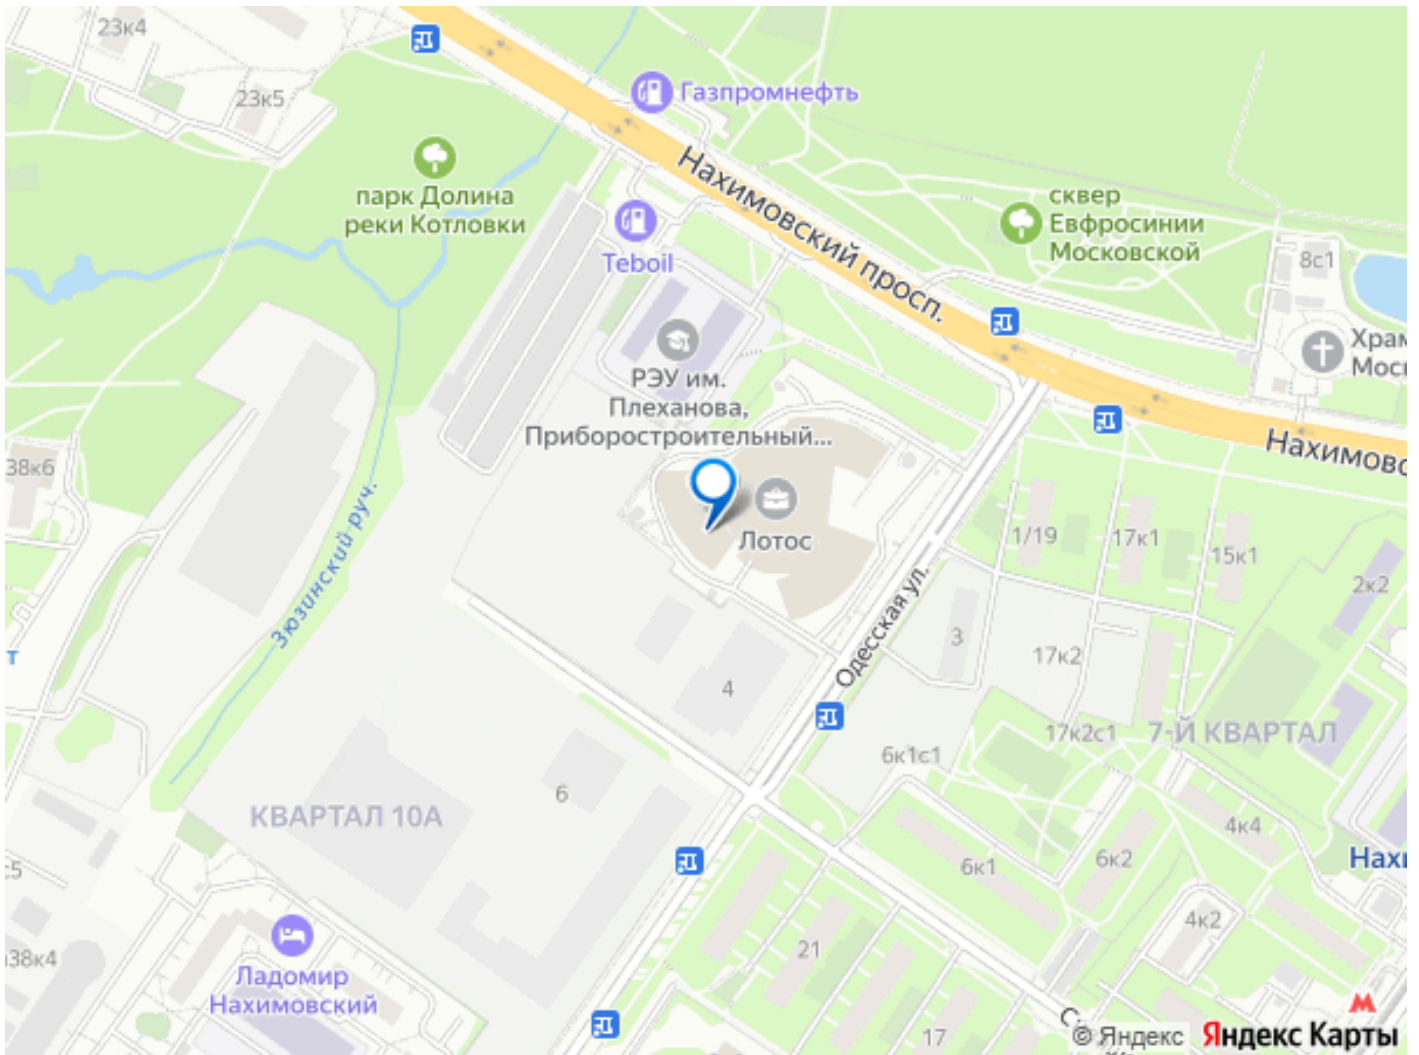 23к4
23к5
Газпромнефть
парк Долина
реки Котловки
Teboil
Нахимовский просп.
сквер
Евфросинии
Московской
8с1
Храм
РЭУ им.
Плеханова,
Приборостроительный...
Нахимовс
38к6
Лотос
1/19
17к1
15к1
2к2
Зюзинский руч.
Одесская ул.
3
17к2
4
17к2с1
7-Й КВАРТАЛ
6к1с1
6
КВАРТАЛ 10А
4к4
6к1
6к2
4к2
38к4
Ладомир
Нахимовский
21
17
© Яндекс
Яндекс Карты